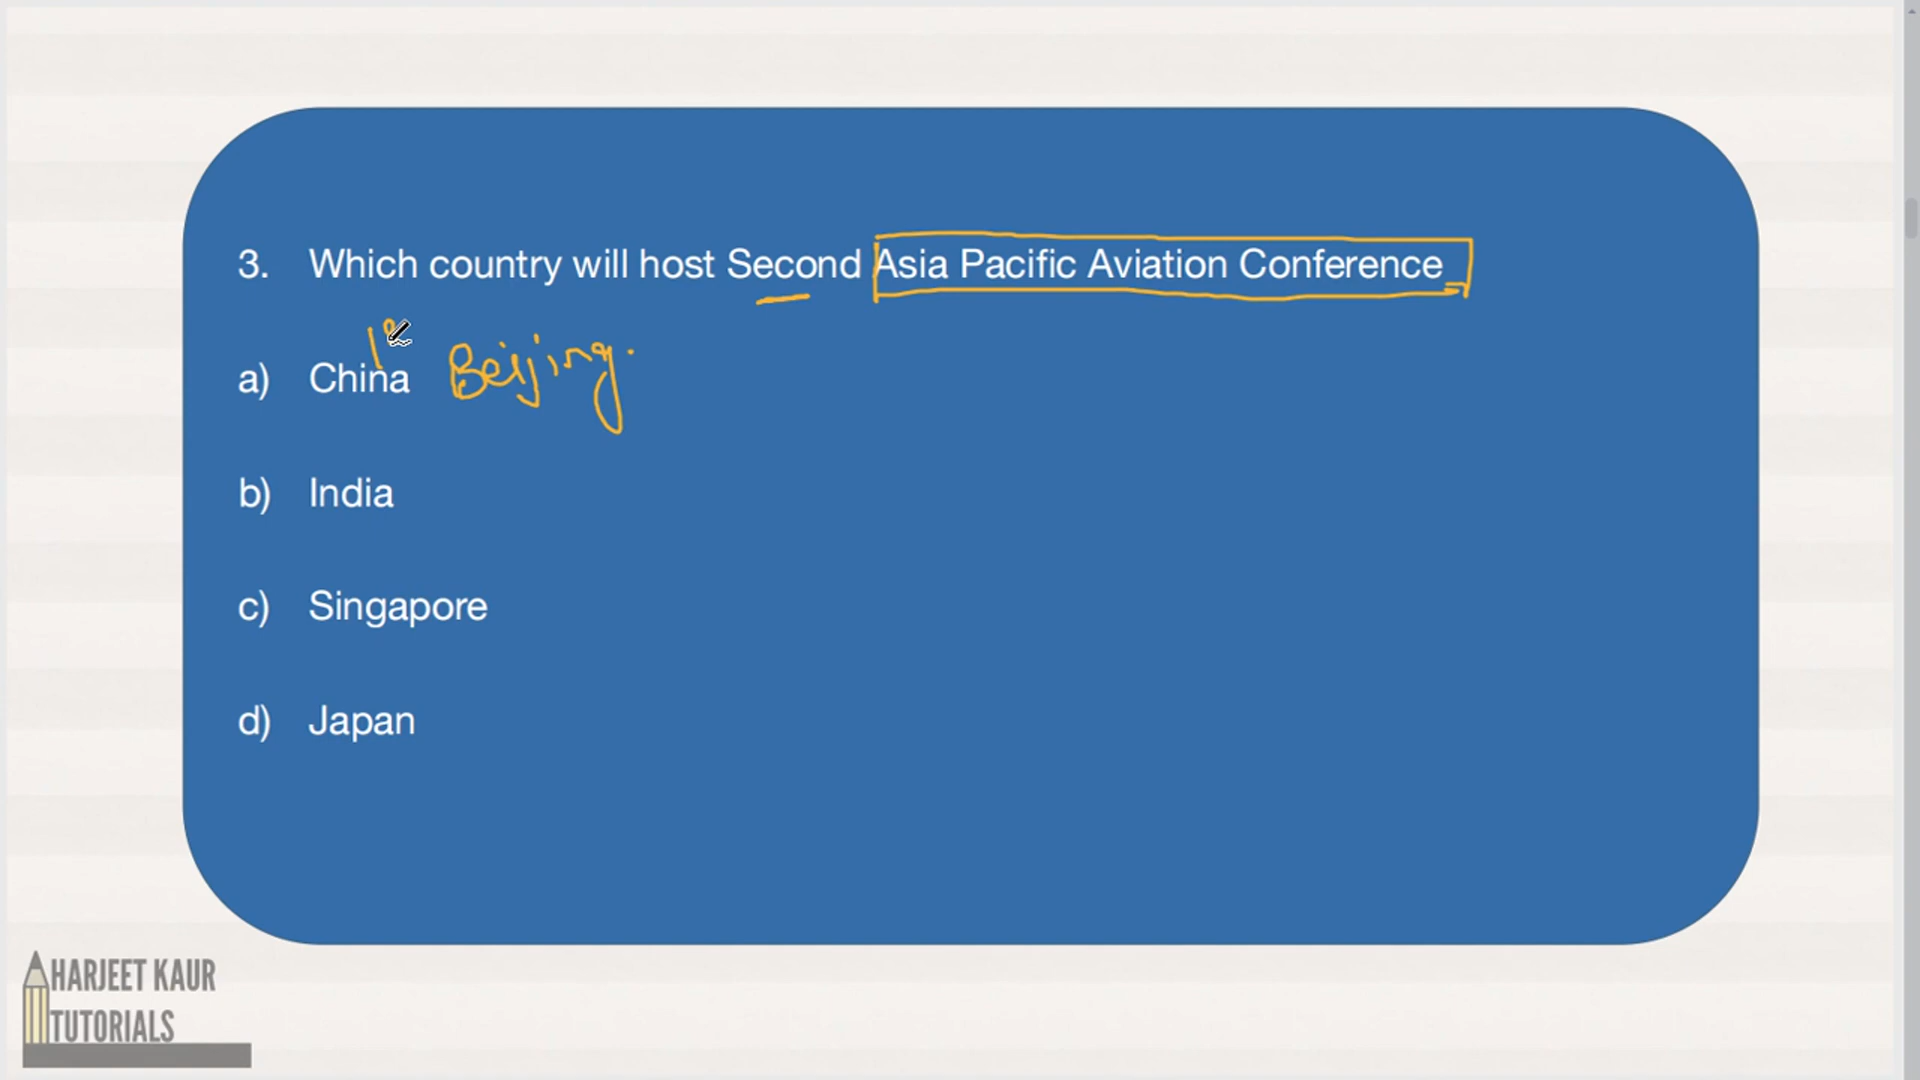 3. Which country will host Second Asia Pacific Aviation Conference
a) China Beijing.
b) India
c) Singapore
d) Japan
HARJEET KAUR
TUTORIALS